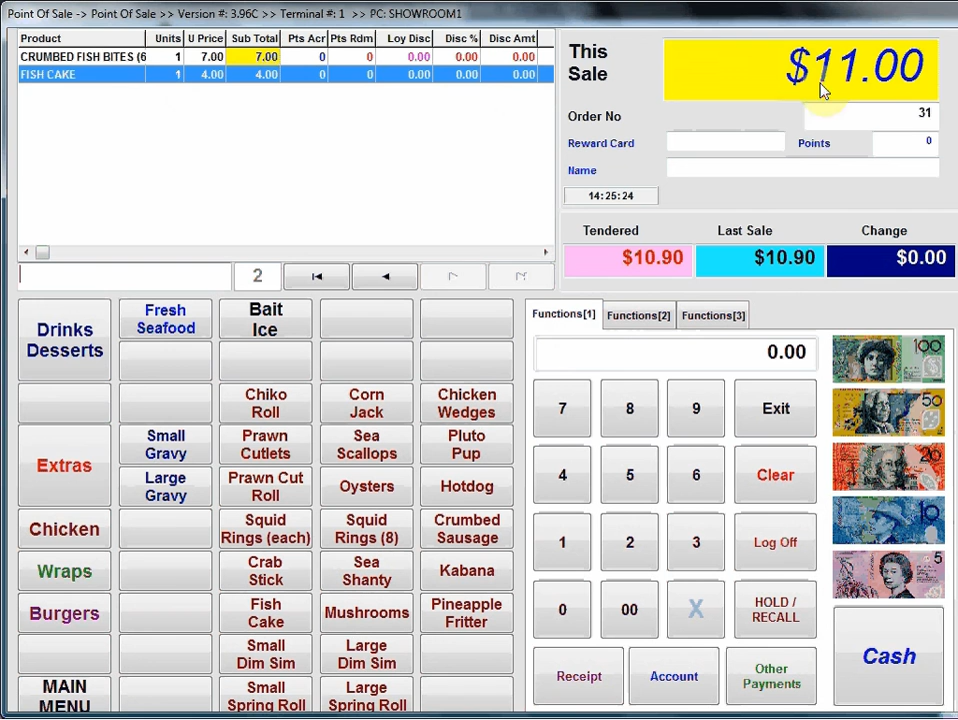 Point Of Sale -> Point Of Sale >> Version #: 3.96C >> Terminal #: 1 >> PC: SHOWROOM1
Product Units U Price Sub Total Pts Acr Pts Rdm Loy Disc Disc % Disc Amt
CRUMBED FISH BITES (6 1 7.00 7.00 0 0 0.00 0.00 0.00
FISH CAKE 1 4.00 4.00 0 0 0.00 0.00 0.00
This
Sale
$11.00
Order No 31
Reward Card Points 0
Name
14:25:24
Tendered Last Sale Change
$10.90 $10.90 $0.00
2
Drinks
Desserts
Fresh
Seafood
Bait
Ice
Chiko
Roll
Corn
Jack
Chicken
Wedges
Extras
Small
Gravy
Prawn
Cutlets
Sea
Scallops
Pluto
Pup
Large
Gravy
Prawn Cut
Roll
Oysters
Hotdog
Chicken
Squid
Rings (each)
Squid
Rings (8)
Crumbed
Sausage
Wraps
Crab
Stick
Sea
Shanty
Kabana
Burgers
Fish
Cake
Mushrooms
Pineapple
Fritter
Small
Dim Sim
Large
Dim Sim
MAIN
MENU
Small
Spring Roll
Large
Spring Roll
Functions[1] Functions[2] Functions[3]
0.00
7 8 9 Exit
4 5 6 Clear
1 2 3 Log Off
0 00 X
HOLD /
RECALL
Receipt
Account
Other
Payments
100
50
20
10
5
Cash